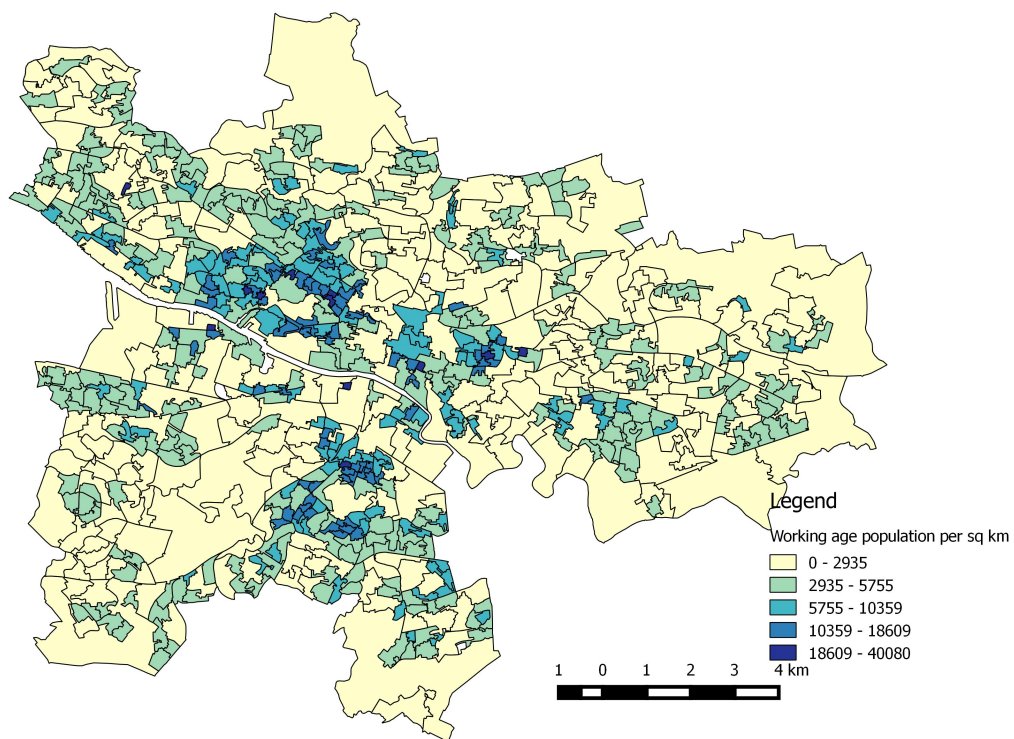 Legend
Working age population per sq km
0 - 2935
2935 - 5755
5755 - 10359
10359 - 18609
18609 - 40080
1 0 1 2 3 4 km